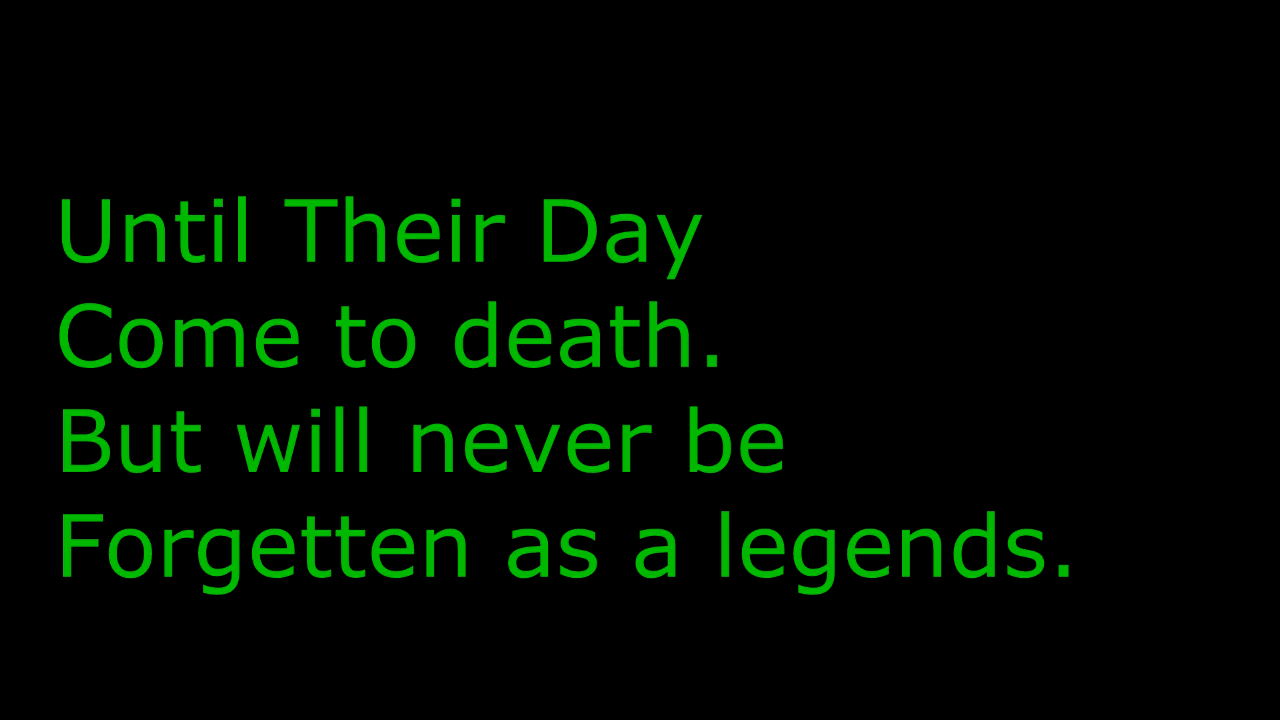 Until Their Day
Come to death.
But will never be
Forgetten as a legends.